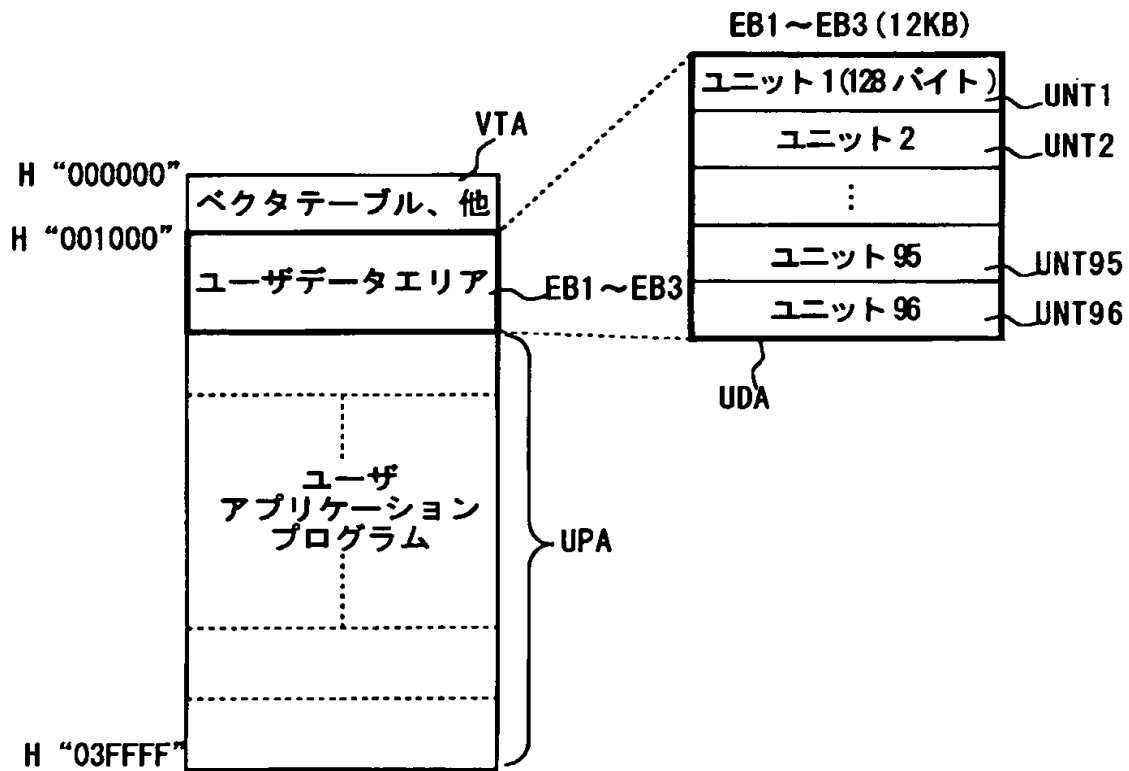 EB1～EB3(12KB)
ユニット1(128バイト)
UNT1
ユニット2
UNT2
⋮
ユニット95
UNT95
ユニット96
UNT96
UDA
VTA
H “000000”
ベクタテーブル、他
H “001000”
ユーザデータエリア
EB1～EB3
ユーザ
アプリケーション
プログラム
UPA
H “03FFFF”